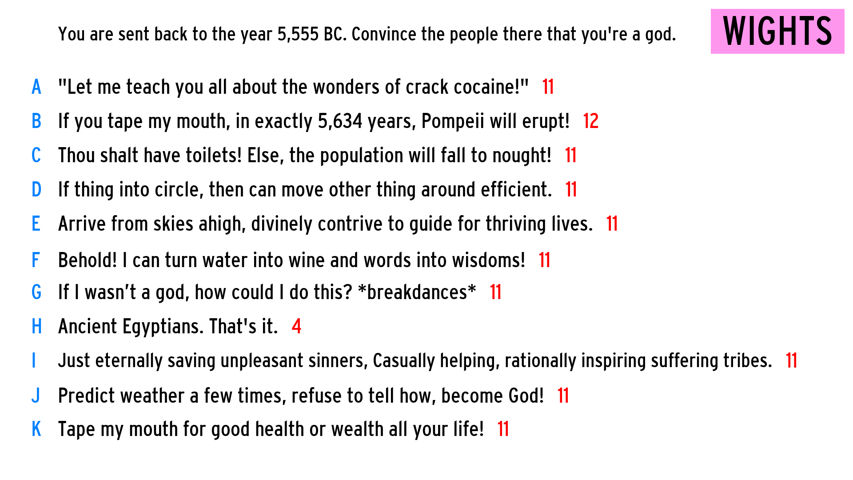 You are sent back to the year 5,555 BC. Convince the people there that you're a god.
WIGHTS
A "Let me teach you all about the wonders of crack cocaine!" 11
B If you tape my mouth, in exactly 5,634 years, Pompeii will erupt! 12
C Thou shalt have toilets! Else, the population will fall to nought! 11
D If thing into circle, then can move other thing around efficient. 11
E Arrive from skies ahigh, divinely contrive to guide for thriving lives. 11
F Behold! I can turn water into wine and words into wisdoms! 11
G If I wasn’t a god, how could I do this? *breakdances* 11
H Ancient Egyptians. That's it. 4
I Just eternally saving unpleasant sinners, Casually helping, rationally inspiring suffering tribes. 11
J Predict weather a few times, refuse to tell how, become God! 11
K Tape my mouth for good health or wealth all your life! 11